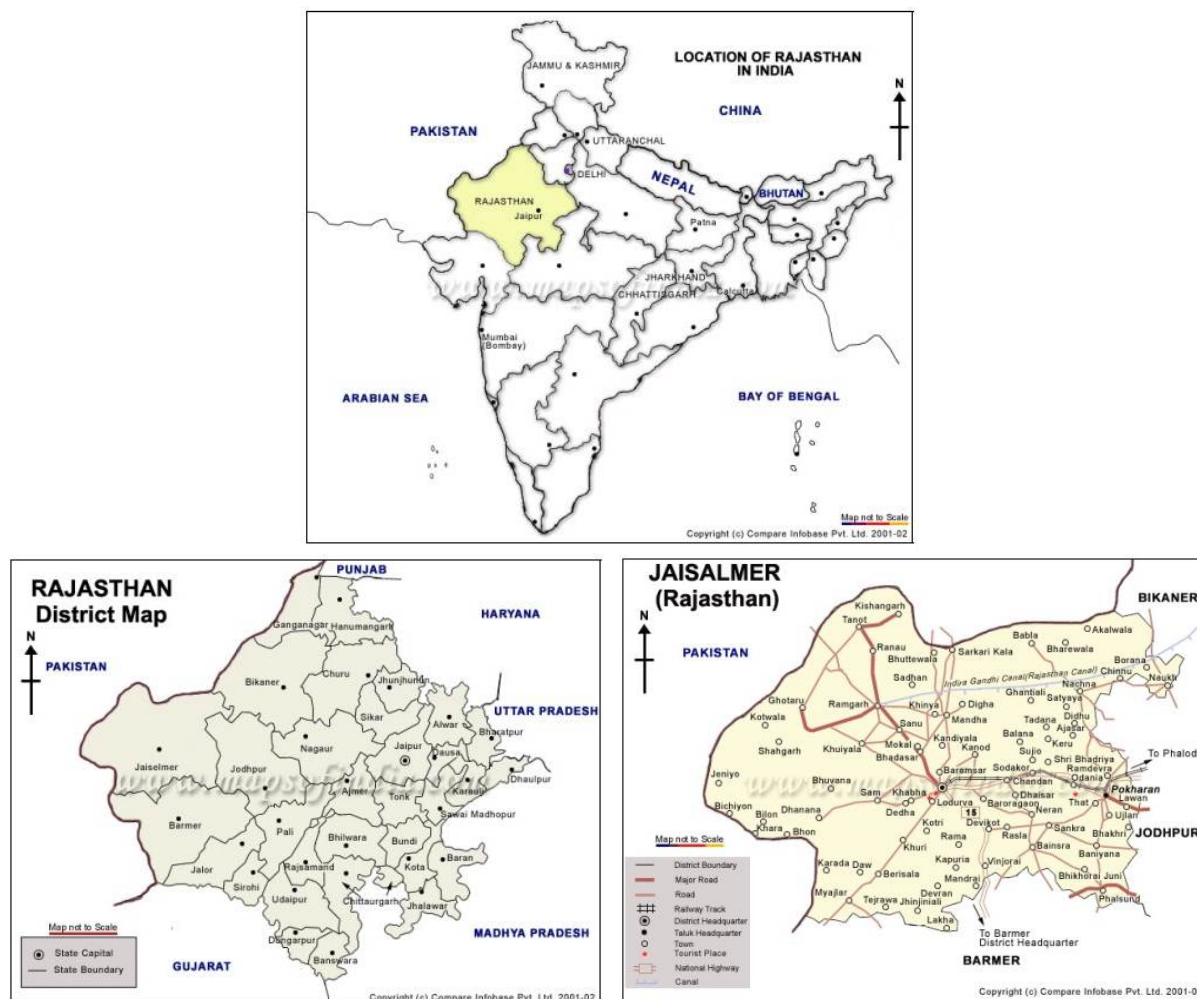 LOCATION OF RAJASTHAN
IN INDIA
N
JAMMU & KASHMIR
CHINA
PAKISTAN
UTTARANCHAL
DELHI
NEPAL
BHUTAN
RAJASTHAN
Jaipur
Patna
JHARKHAND
CHHATTISGARH
Calcutta
www.mapsofindia.com
Mumbai
(Bombay)
ARABIAN SEA
BAY OF BENGAL
Map not to Scale
Copyright (c) Compare Infobase Pvt. Ltd. 2001-02
RAJASTHAN
District Map
N
PUNJAB
HARYANA
PAKISTAN
Ganganagar
Hanumangarh
Bikaner
Churu
Jhunjhunun
Sikar
Alwar
UTTAR PRADESH
Bharatpur
Jaipur
Dausa
Nagaur
Jaiselmer
Jodhpur
www.mapsofindia.com
Dhaulpur
Ajmer
Tonk
Karauli
Sawai Madhopur
Barmer
Pali
Bhilwara
Bundi
Kota
Baran
Jalor
Sirohi
Rajsamand
Udaipur
Chittaurgarh
Jhalawar
Dungarpur
Banswara
MADHYA PRADESH
GUJARAT
Map not to Scale
State Capital
State Boundary
Copyright (c) Compare Infobase Pvt. Ltd. 2001-02
JAISALMER
(Rajasthan)
N
PAKISTAN
BIKANER
Kishangarh
Tanot
Ranau
Bhuttewala
Sarkari Kala
Babla
Akalwala
Bharewala
Borana
Chinnu
Naukh
Nachna
Indira Gandhi Canal(Rajasthan Canal)
Sadhan
Ghantiali
Satyaya
Ghotaru
Ramgarh
Khinya
Digha
Mandha
Kotwala
Sanu
Tadana
Didhu
Ajasar
Shahgarh
Khuiyala
Mokal
Kandiyala
Balana
Keru
Bhadasar
Kanod
Sujio
Shri Bhadriya
To Phalodi
Jeniyo
Bhuvana
Baramsar
Sodakor
Chandan
Ramdevra
Odania
Pokharan
Bichiyon
Sam
Khabha
Lodurva
Dedha
Baroragaon
Dhaisar
That
Lawan
Dhanana
Bilon
15
Neran
Ujlan
Khara
Bhon
Kotri
Devikot
Rasla
Sankra
Bhakhri
JODHPUR
Khuri
Rama
Bainsra
Baniyana
Karada
Daw
Kapuria
Vinjorai
Berisala
Mandrai
Bhikhorai Juni
Myajlar
Devran
Phalsund
Tejrawa
Jhinjiniali
Lakha
To Barmer
District Headquarter
BARMER
Map not to Scale
District Boundary
Major Road
Road
Railway Track
District Headquarter
Taluk Headquarter
Town
Tourist Place
National Highway
Canal
Copyright (c) Compare Infobase Pvt. Ltd. 2001-0